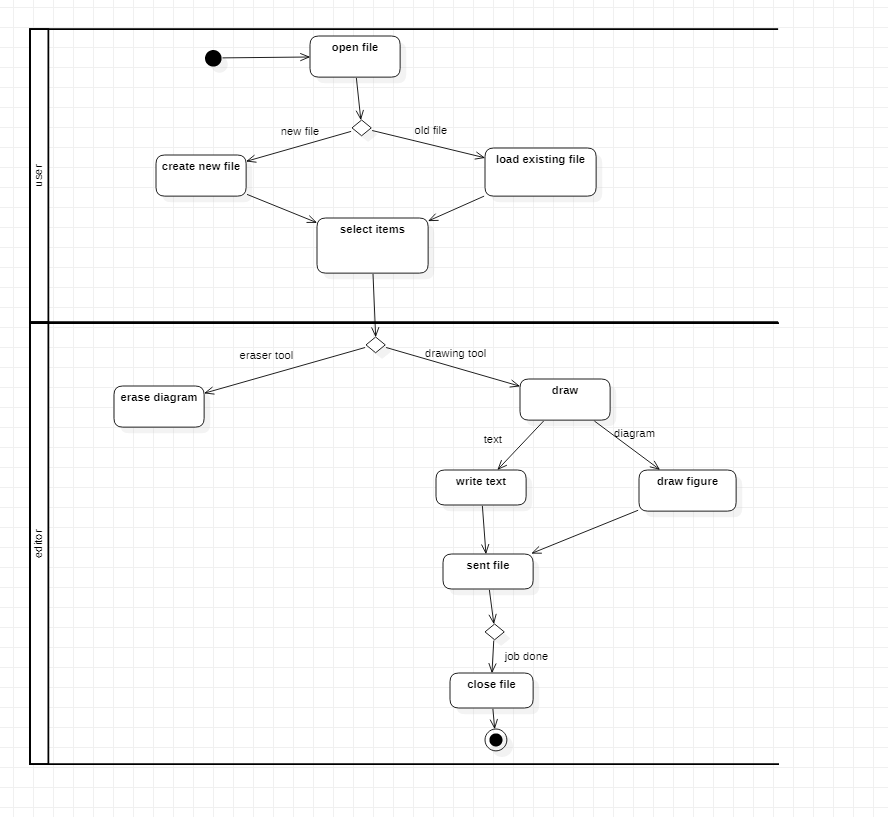 open file
new file
old file
create new file
load existing file
user
select items
eraser tool
drawing tool
erase diagram
draw
text
diagram
write text
draw figure
editor
sent file
job done
close file